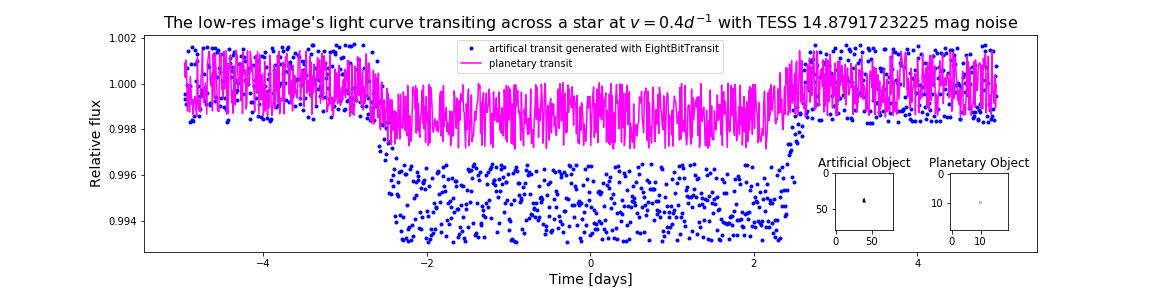 The low-res image's light curve transiting across a star at v = 0.4d⁻¹ with TESS 14.8791723225 mag noise
artifical transit generated with EightBitTransit
planetary transit
Relative flux
1.002
1.000
0.998
0.996
0.994
Artificial Object
0
50
0
50
Planetary Object
0
10
0
10
−4
−2
0
2
4
Time [days]